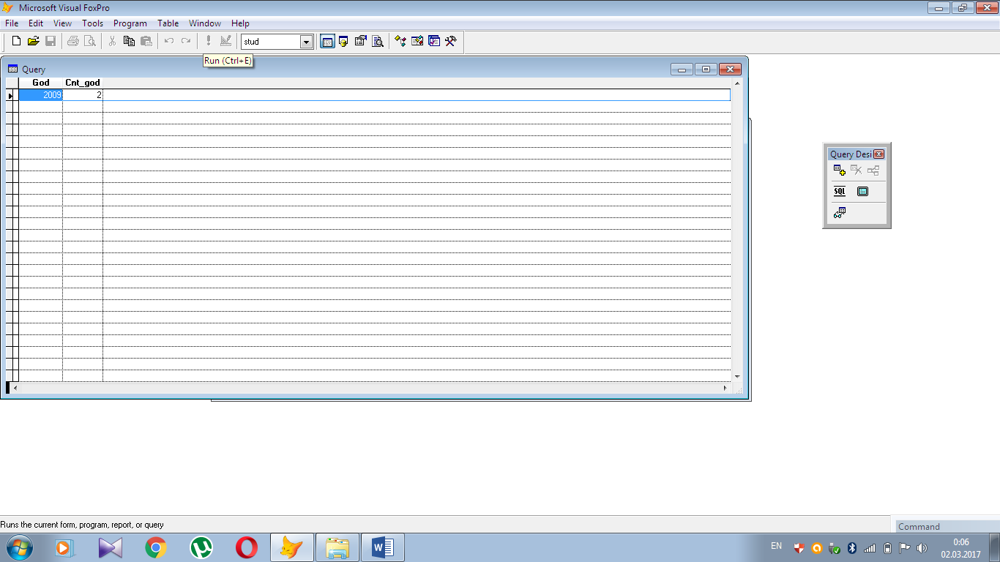 Microsoft Visual FoxPro
File Edit View Tools Program Table Window Help
stud
Run (Ctrl+E)
Query
God Cnt_god
2009 2
Query Desi
SQL
Runs the current form, program, report, or query
Command
EN
0:06
02.03.2017